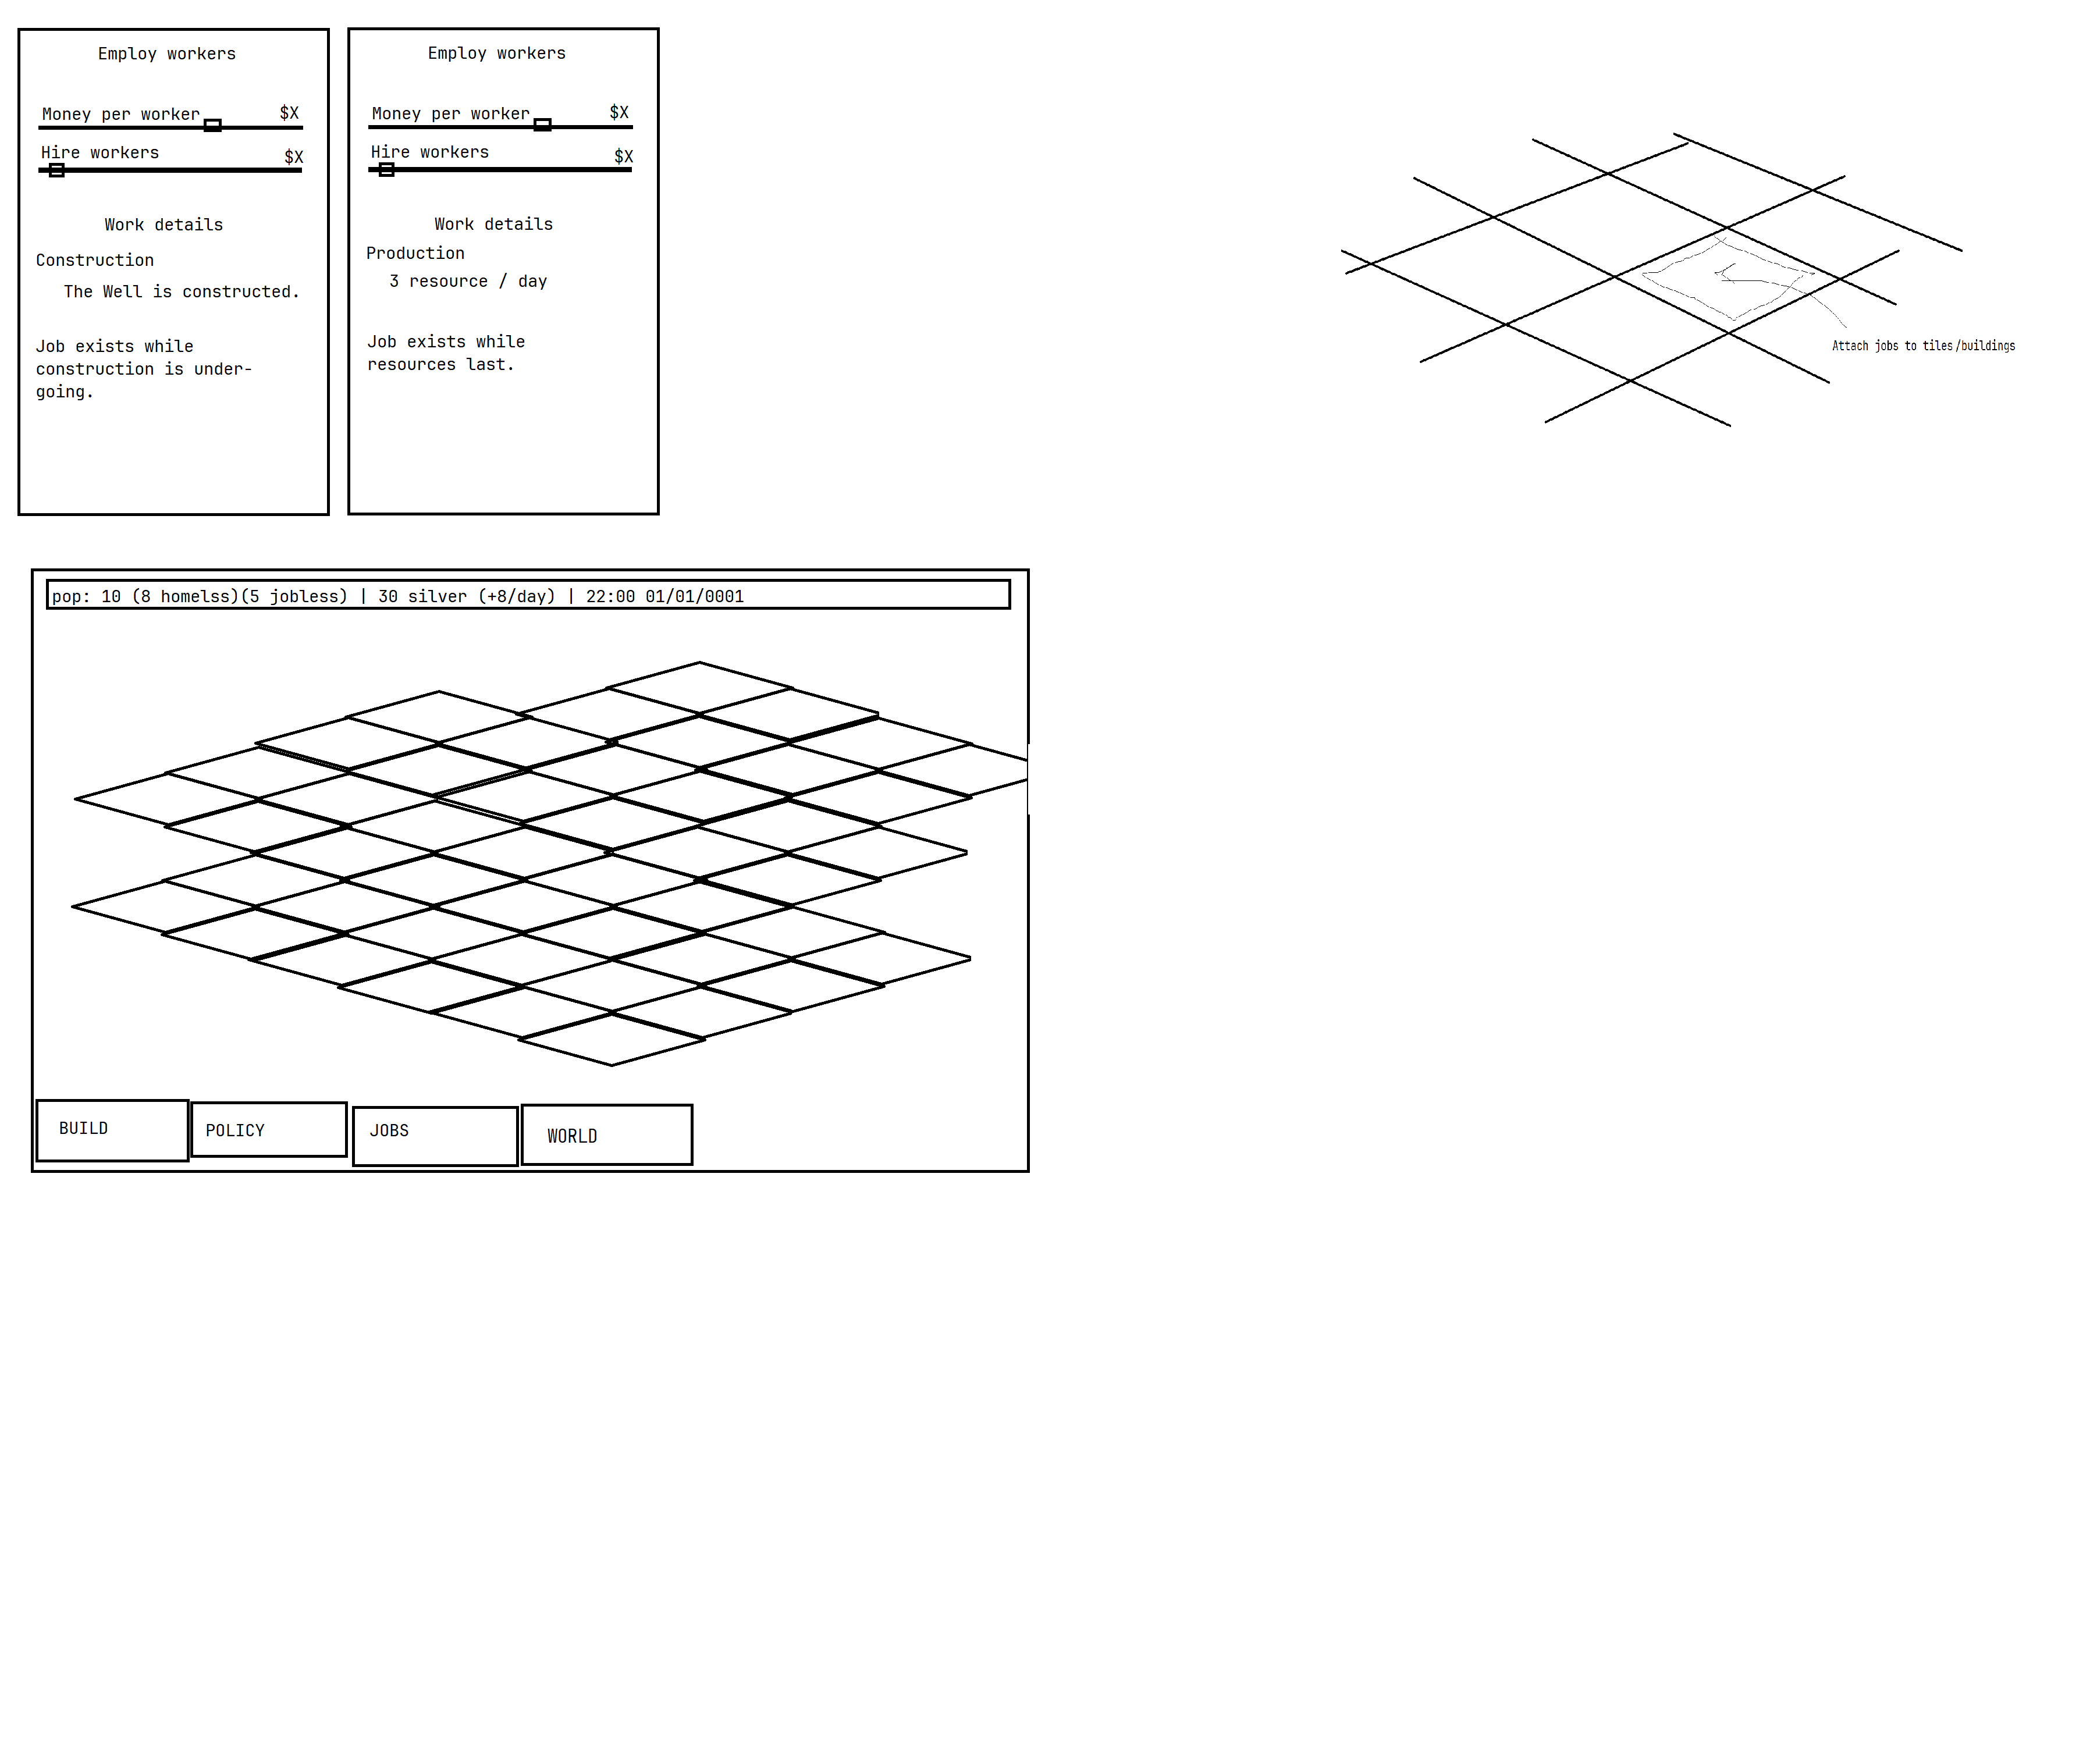 Employ workers
Money per worker $X
Hire workers $X
Work details
Construction
The Well is constructed.
Job exists while
construction is under-
going.
Employ workers
Money per worker $X
Hire workers $X
Work details
Production
3 resource / day
Job exists while
resources last.
Attach jobs to tiles/buildings
pop: 10 (8 homelss)(5 jobless) | 30 silver (+8/day) | 22:00 01/01/0001
BUILD
POLICY
JOBS
WORLD